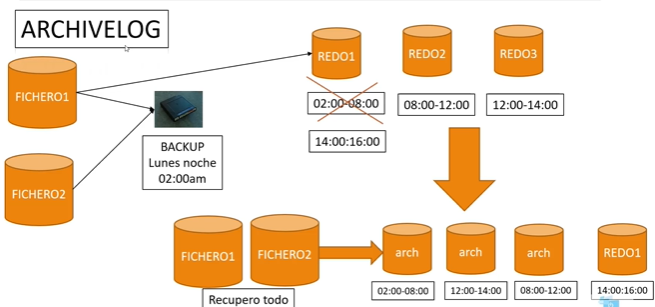 ARCHIVELOG
FICHERO1
FICHERO2
BACKUP
Lunes noche
02:00am
REDO1
REDO2
REDO3
02:00-08:00
08:00-12:00
12:00-14:00
14:00:16:00
FICHERO1
FICHERO2
Recupero todo
arch
arch
arch
REDO1
02:00-08:00
12:00-14:00
08:00-12:00
14:00:16:00